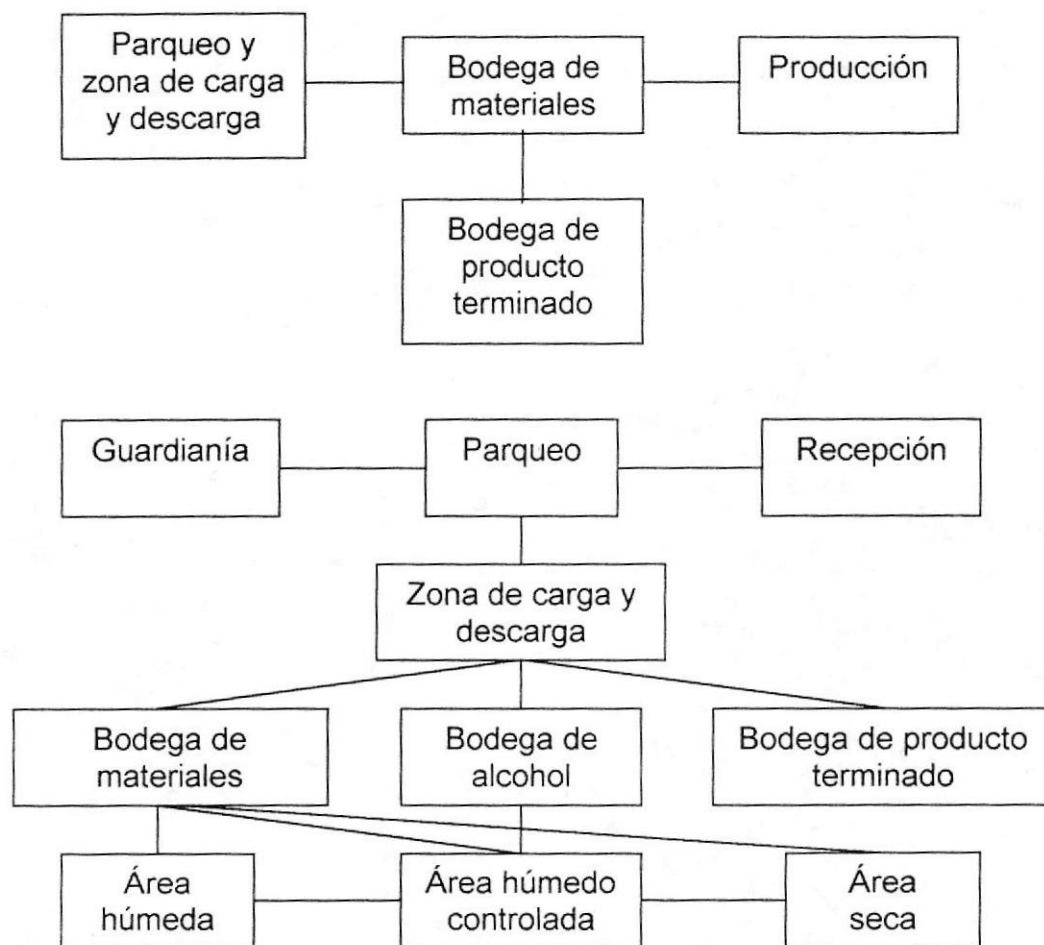 Parqueo y
zona de carga
y descarga
Bodega de
materiales
Producción
Bodega de
producto
terminado
Guardianía
Parqueo
Recepción
Zona de carga y
descarga
Bodega de
materiales
Bodega de
alcohol
Bodega de producto
terminado
Área
húmeda
Área húmedo
controlada
Área
seca